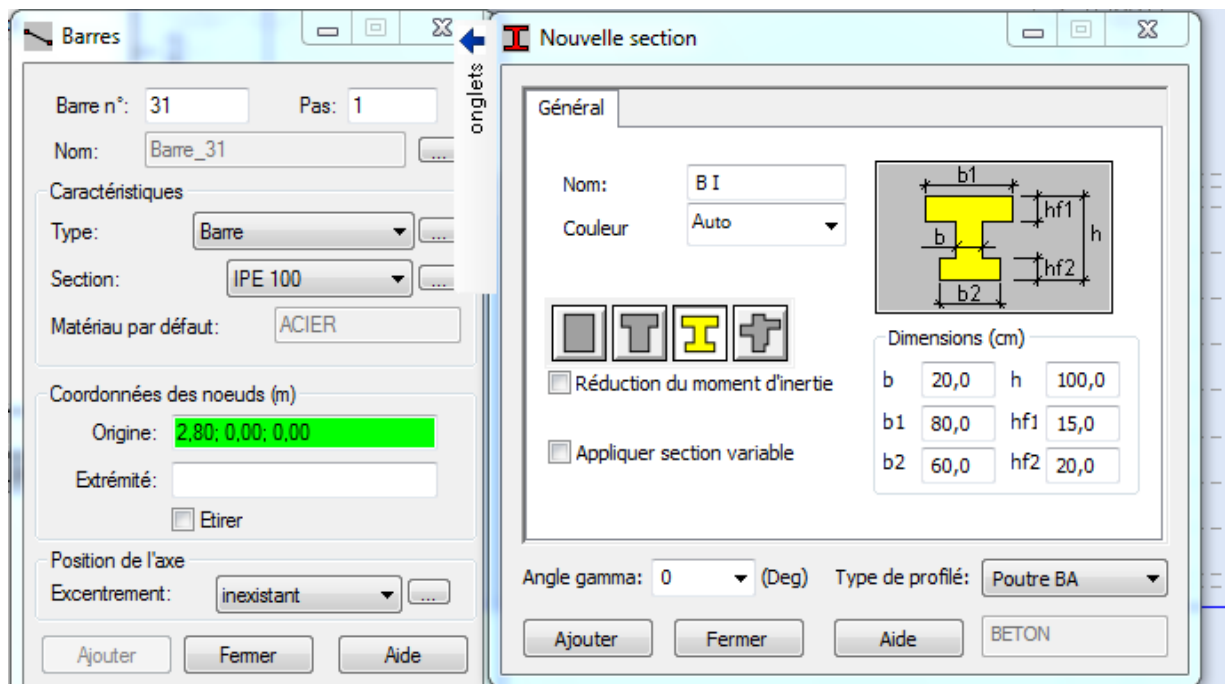 Barres
Barre n°: 31 Pas: 1
Nom: Barre_31 ...
Caractéristiques
Type: Barre ...
Section: IPE 100 ...
Matériau par défaut: ACIER
Coordonnées des noeuds (m)
Origine: 2,80; 0,00; 0,00
Extrémité:
Etirer
Position de l'axe
Excentrement: inexistant ...
Ajouter Fermer Aide
onglets
Nouvelle section
Général
Nom: B I
Couleur Auto
b1
hf1
b
h
hf2
b2
Réduction du moment d'inertie
Appliquer section variable
Dimensions (cm)
b 20,0 h 100,0
b1 80,0 hf1 15,0
b2 60,0 hf2 20,0
Angle gamma: 0 (Deg) Type de profilé: Poutre BA
Ajouter Fermer Aide BETON